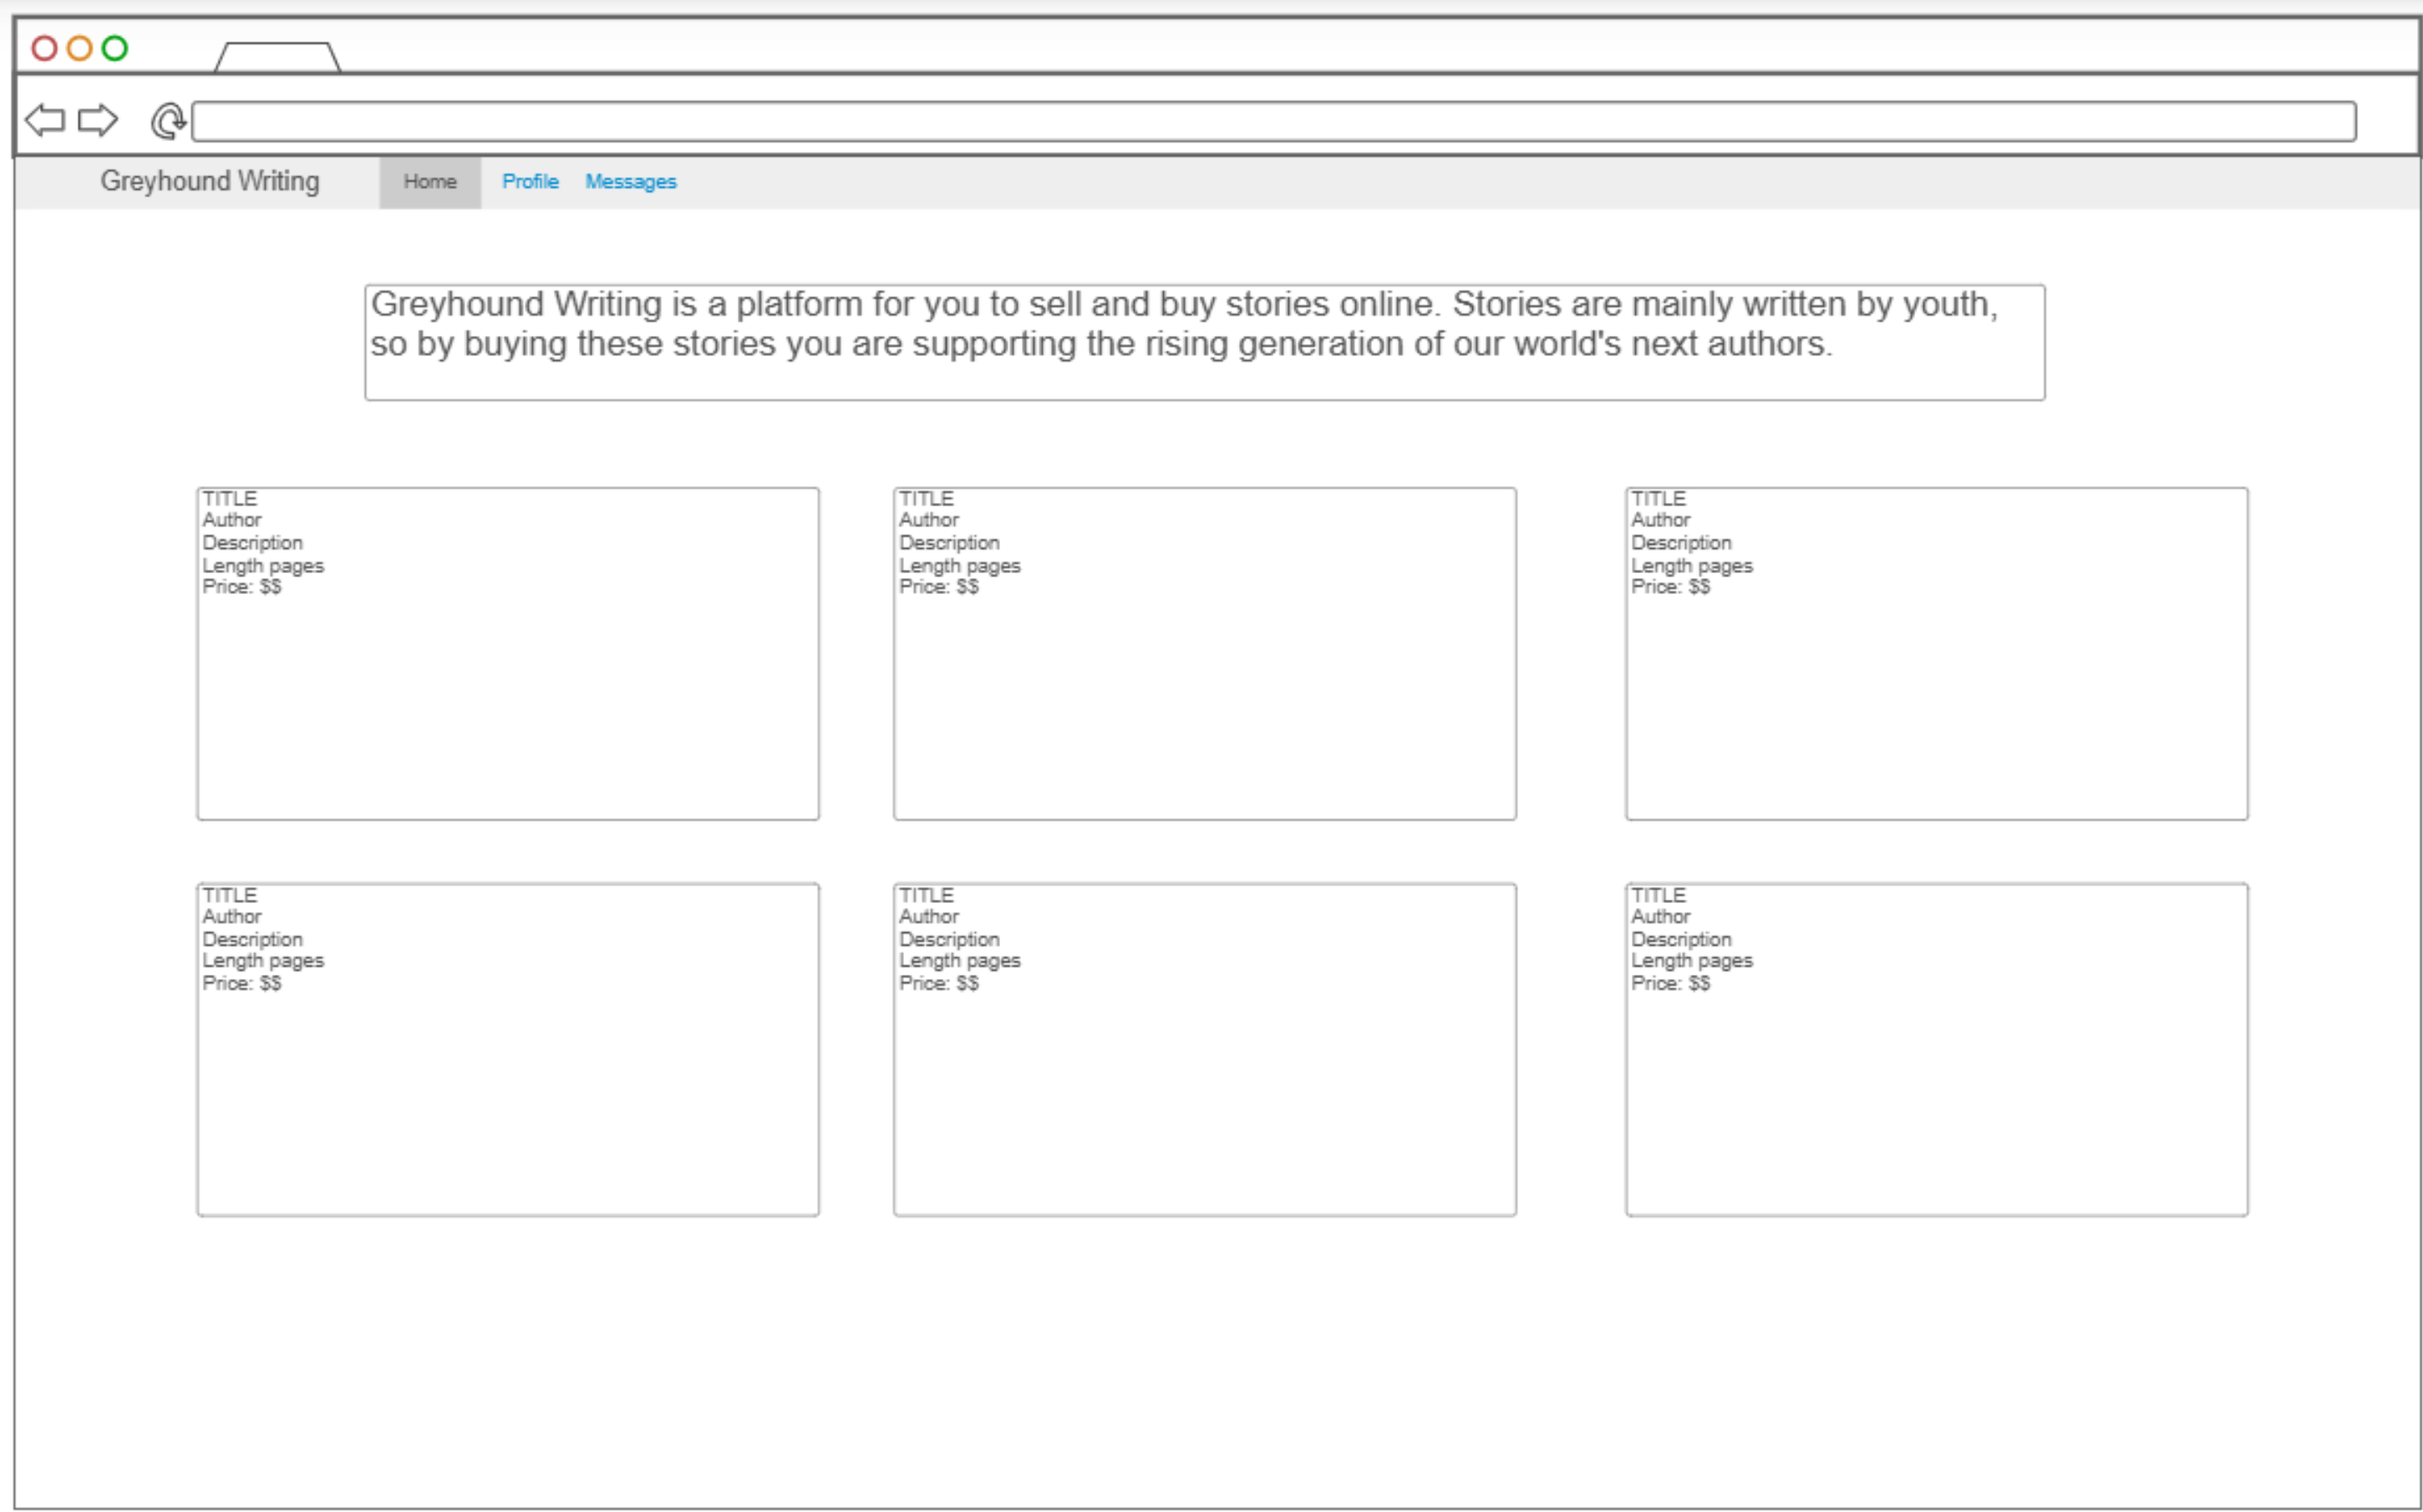 Greyhound Writing Home Profile Messages
Greyhound Writing is a platform for you to sell and buy stories online. Stories are mainly written by youth,
so by buying these stories you are supporting the rising generation of our world's next authors.
TITLE
Author
Description
Length pages
Price: $$
TITLE
Author
Description
Length pages
Price: $$
TITLE
Author
Description
Length pages
Price: $$
TITLE
Author
Description
Length pages
Price: $$
TITLE
Author
Description
Length pages
Price: $$
TITLE
Author
Description
Length pages
Price: $$